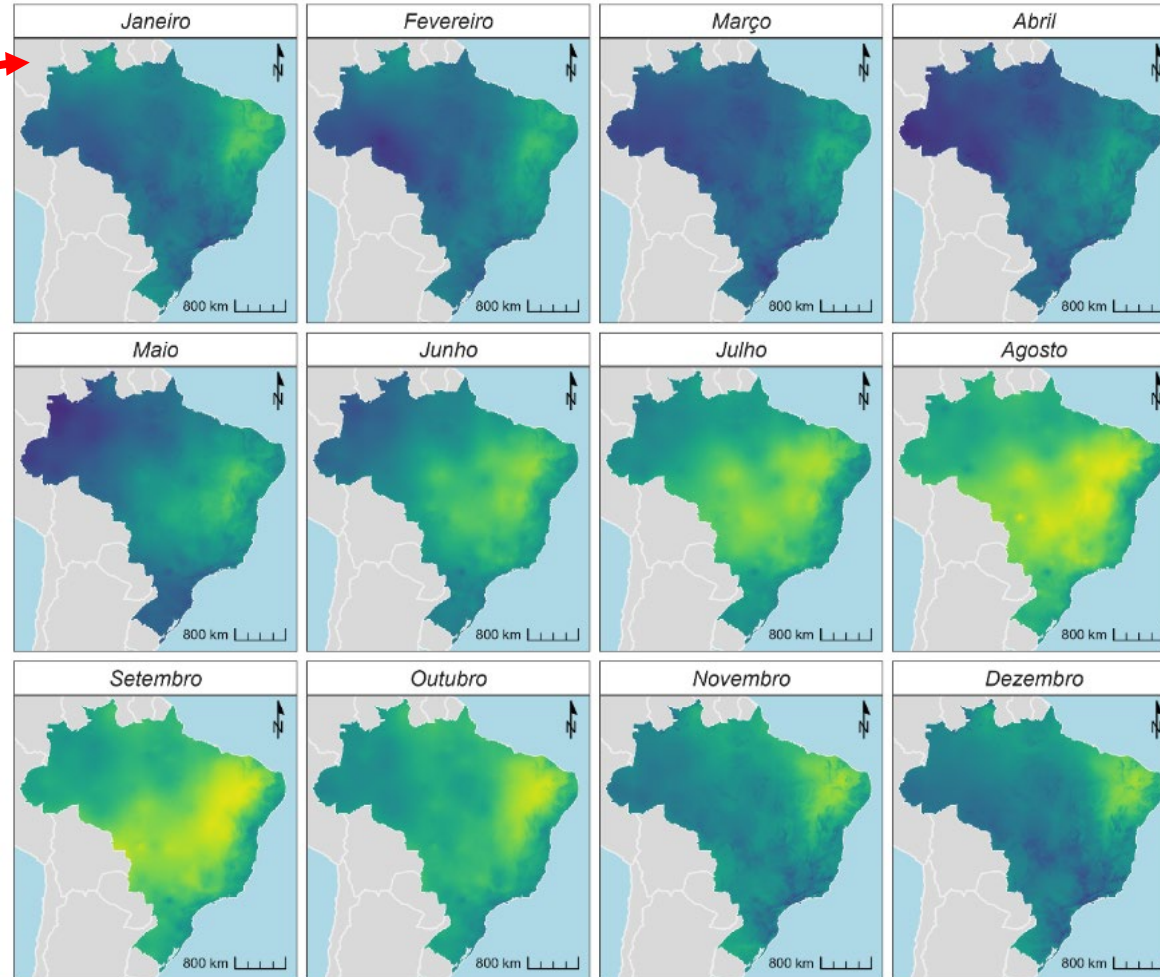 Janeiro
Fevereiro
Março
Abril
N
N
N
N
800 km
800 km
800 km
800 km
Maio
Junho
Julho
Agosto
N
N
N
N
800 km
800 km
800 km
800 km
Setembro
Outubro
Novembro
Dezembro
N
N
N
N
800 km
800 km
800 km
800 km